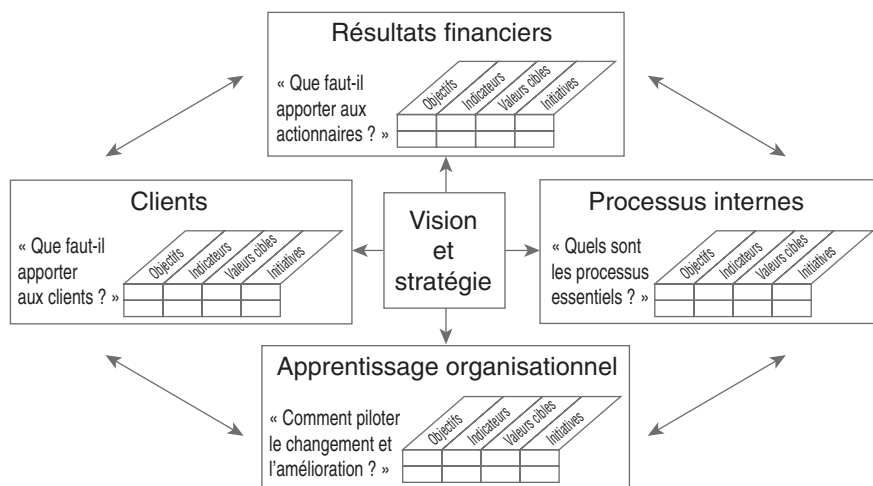 Résultats financiers
« Que faut-il
apporter aux
actionnaires ? »
Objectifs
Indicateurs
Valeurs cibles
Initiatives
Clients
« Que faut-il
apporter
aux clients ? »
Objectifs
Indicateurs
Valeurs cibles
Initiatives
Vision
et
stratégie
Processus internes
« Quels sont
les processus
essentiels ? »
Objectifs
Indicateurs
Valeurs cibles
Initiatives
Apprentissage organisationnel
« Comment piloter
le changement et
l’amélioration ? »
Objectifs
Indicateurs
Valeurs cibles
Initiatives